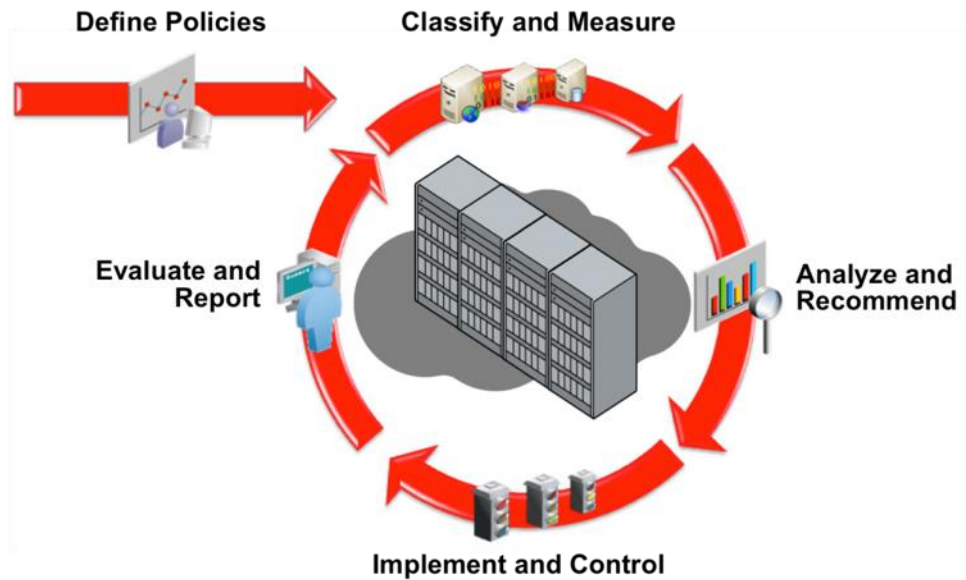 Define Policies
Classify and Measure
Evaluate and
Report
Analyze and
Recommend
Implement and Control